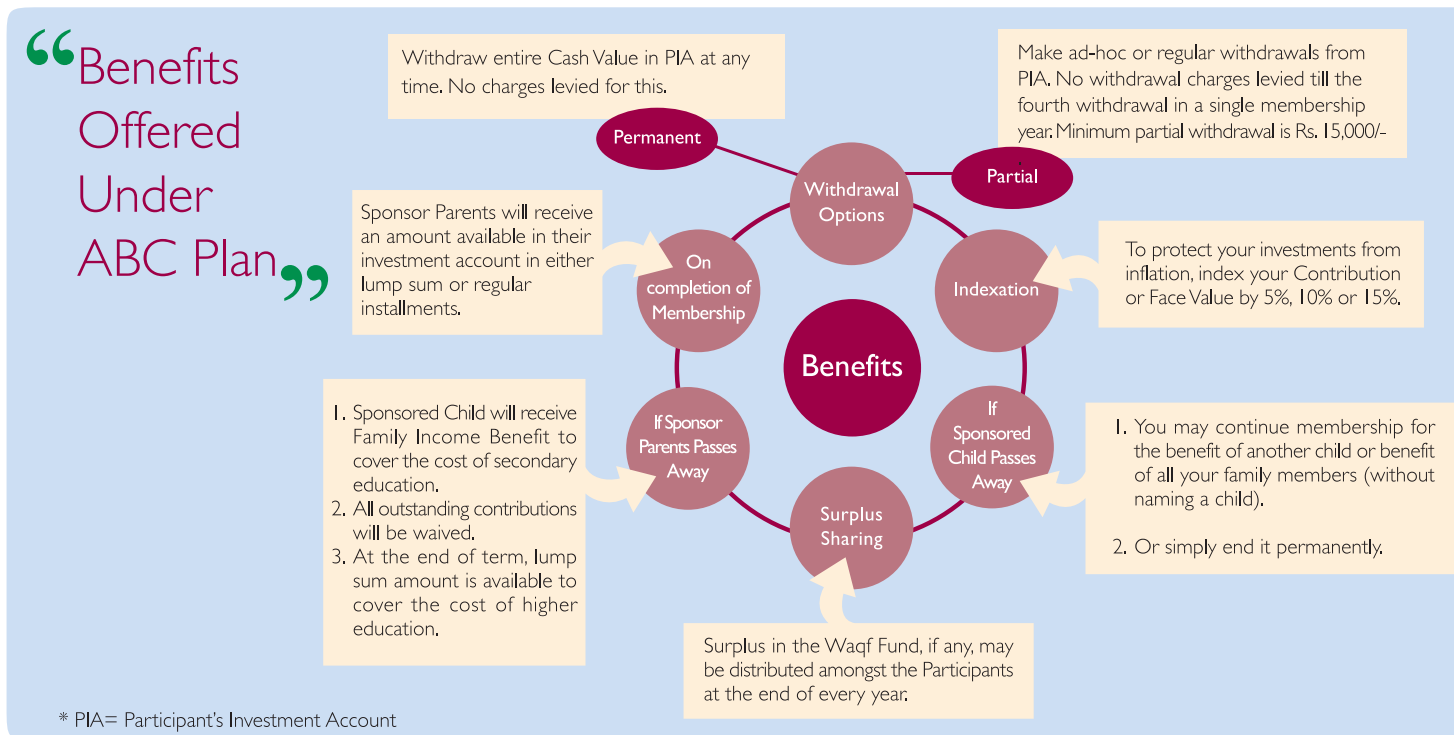 “Benefits
Offered
Under
ABC Plan”
Withdraw entire Cash Value in PIA at any
time. No charges levied for this.
Permanent
Make ad-hoc or regular withdrawals from
PIA. No withdrawal charges levied till the
fourth withdrawal in a single membership
year. Minimum partial withdrawal is Rs. 15,000/-
Partial
Withdrawal
Options
Sponsor Parents will receive
an amount available in their
investment account in either
lump sum or regular
installments.
On
completion of
Membership
Indexation
To protect your investments from
inflation, index your Contribution
or Face Value by 5%, 10% or 15%.
Benefits
1. Sponsored Child will receive
Family Income Benefit to
cover the cost of secondary
education.
2. All outstanding contributions
will be waived.
3. At the end of term, lump
sum amount is available to
cover the cost of higher
education.
If Sponsor
Parents Passes
Away
If
Sponsored
Child Passes
Away
1. You may continue membership for
the benefit of another child or benefit
of all your family members (without
naming a child).
2. Or simply end it permanently.
Surplus
Sharing
Surplus in the Waqf Fund, if any, may
be distributed amongst the Participants
at the end of every year.
* PIA= Participant's Investment Account